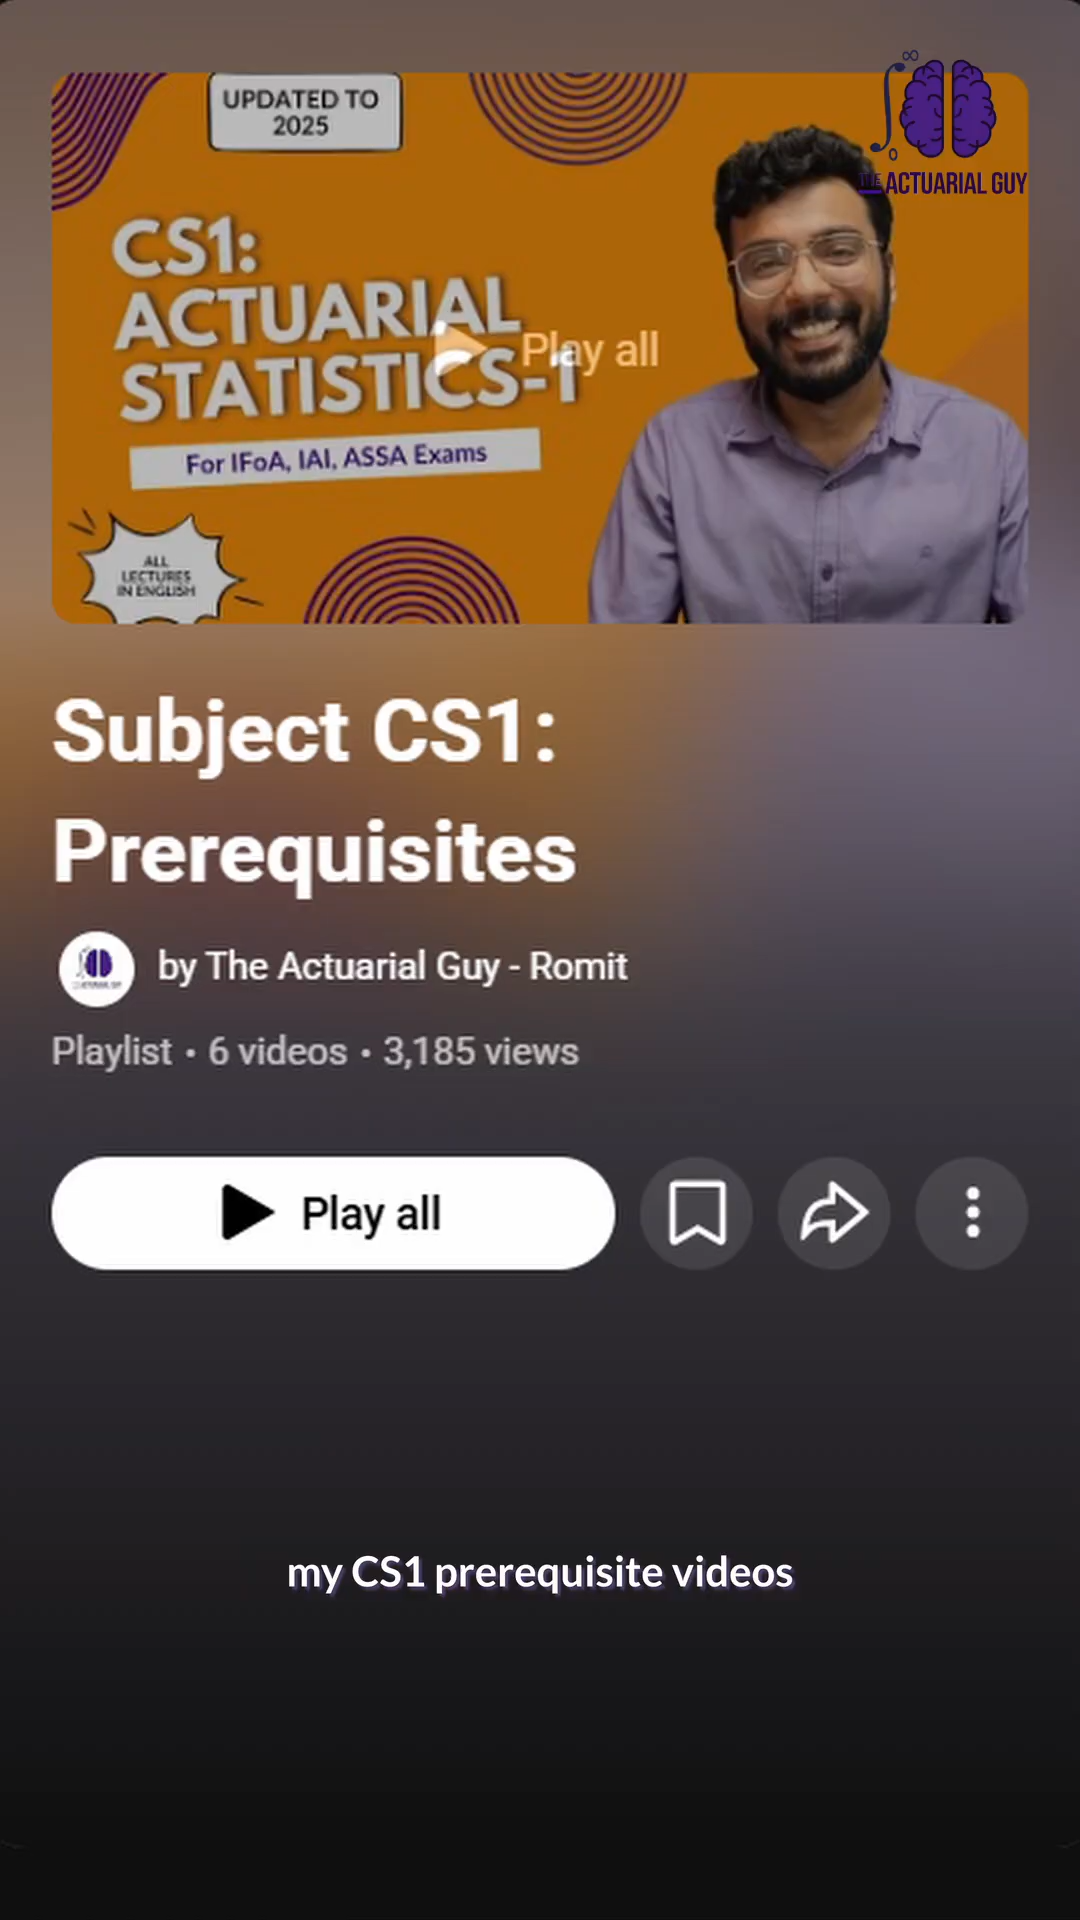 UPDATED TO
2025
THE ACTUARIAL GUY
CS1:
ACTUARIAL
STATISTICS-1
Play all
For IFoA, IAI, ASSA Exams
ALL
LECTURES
IN ENGLISH
Subject CS1:
Prerequisites
by The Actuarial Guy - Romit
Playlist • 6 videos • 3,185 views
Play all
my CS1 prerequisite videos